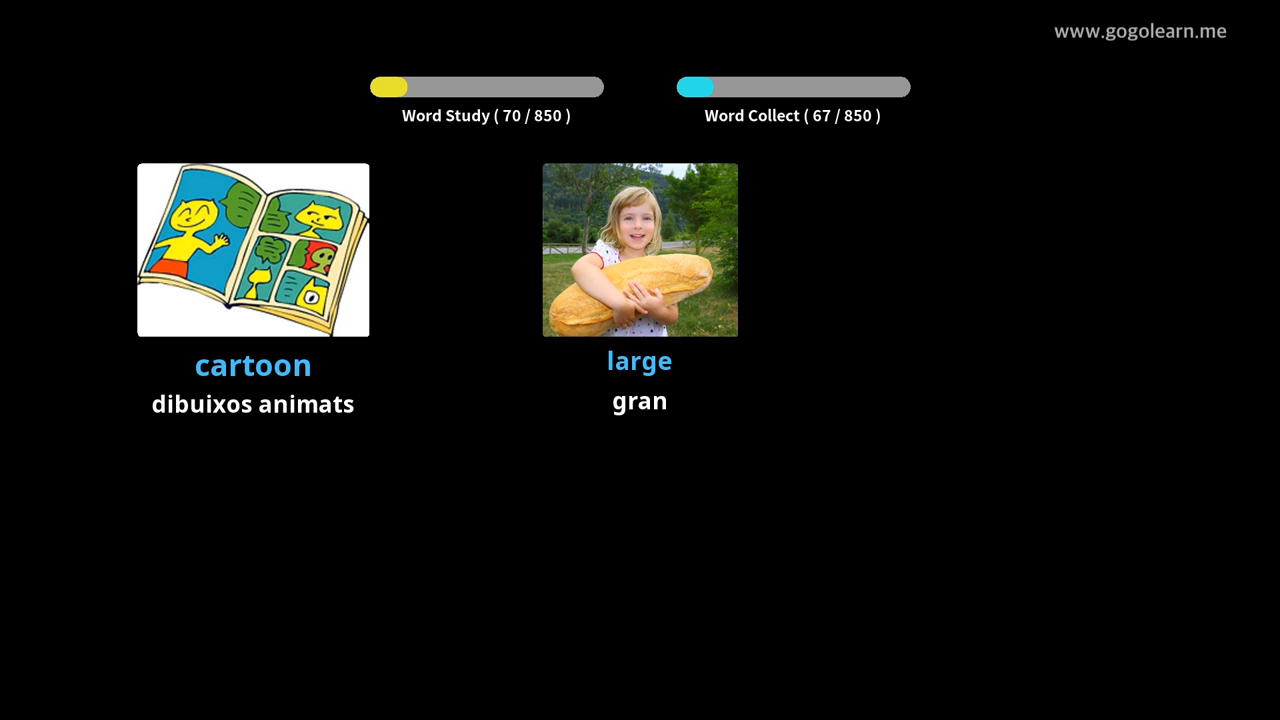 www.gogolearn.me
Word Study ( 70 / 850 )
Word Collect ( 67 / 850 )
cartoon
dibuixos animats
large
gran